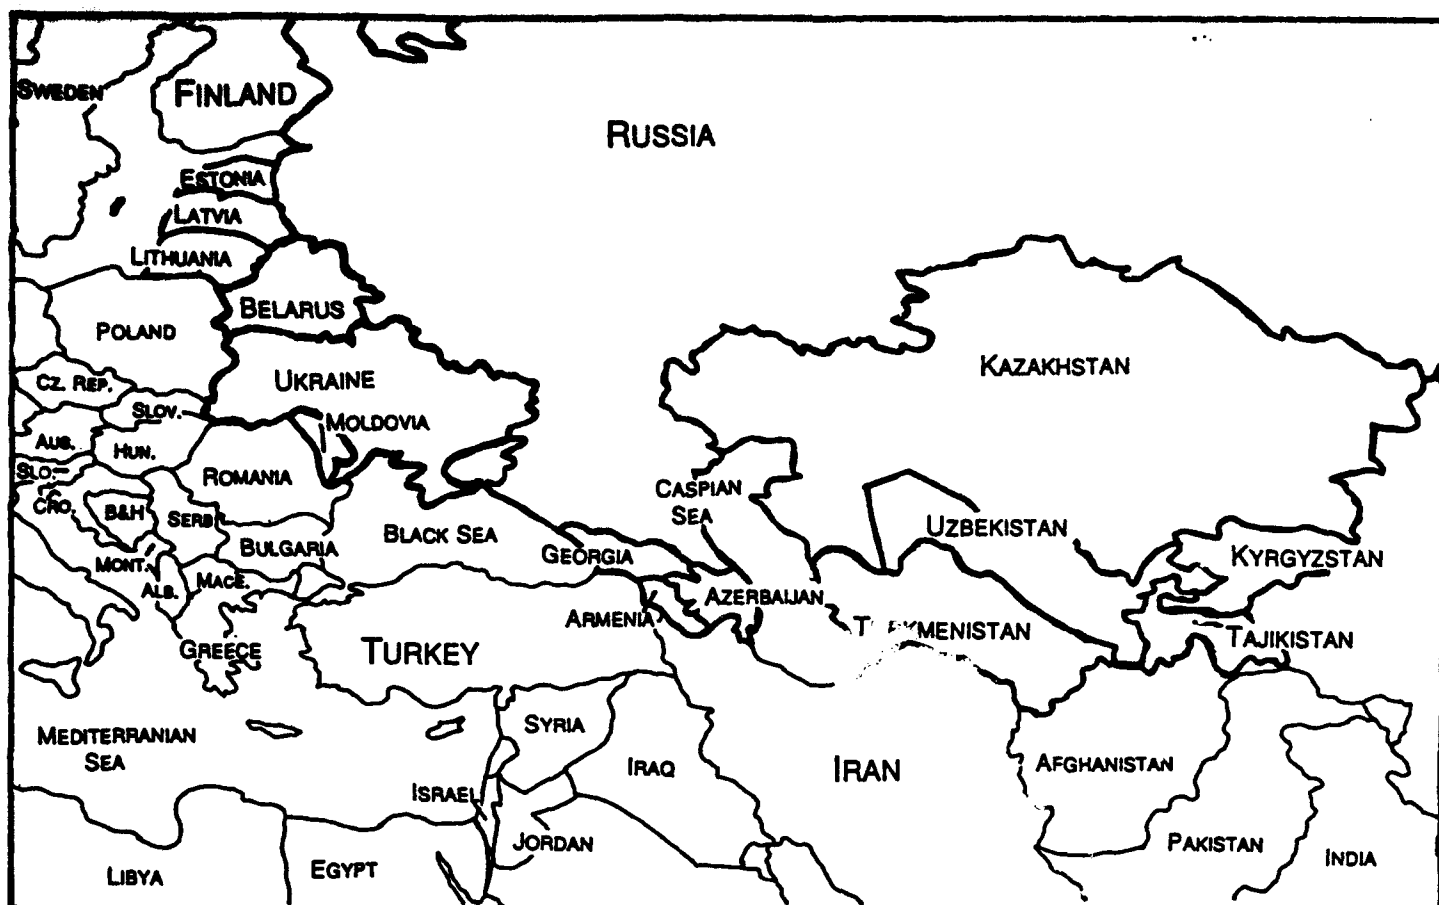 SWEDEN
FINLAND
RUSSIA
ESTONIA
LATVIA
LITHUANIA
BELARUS
POLAND
KAZAKHSTAN
CZ. REP.
UKRAINE
SLOV.
MOLDOVIA
AUS.
HUN.
SLO.
ROMANIA
CASPIAN
SEA
CRO.
B&H
SERB
BLACK SEA
UZBEKISTAN
BULGARIA
GEORGIA
KYRGYZSTAN
MONT.
ALB.
MACE.
AZERBAIJAN
ARMENIA
TURKMENISTAN
TAJIKISTAN
GREECE
TURKEY
MEDITERRANIAN
SEA
SYRIA
IRAQ
IRAN
AFGHANISTAN
ISRAEL
JORDAN
PAKISTAN
INDIA
LIBYA
EGYPT